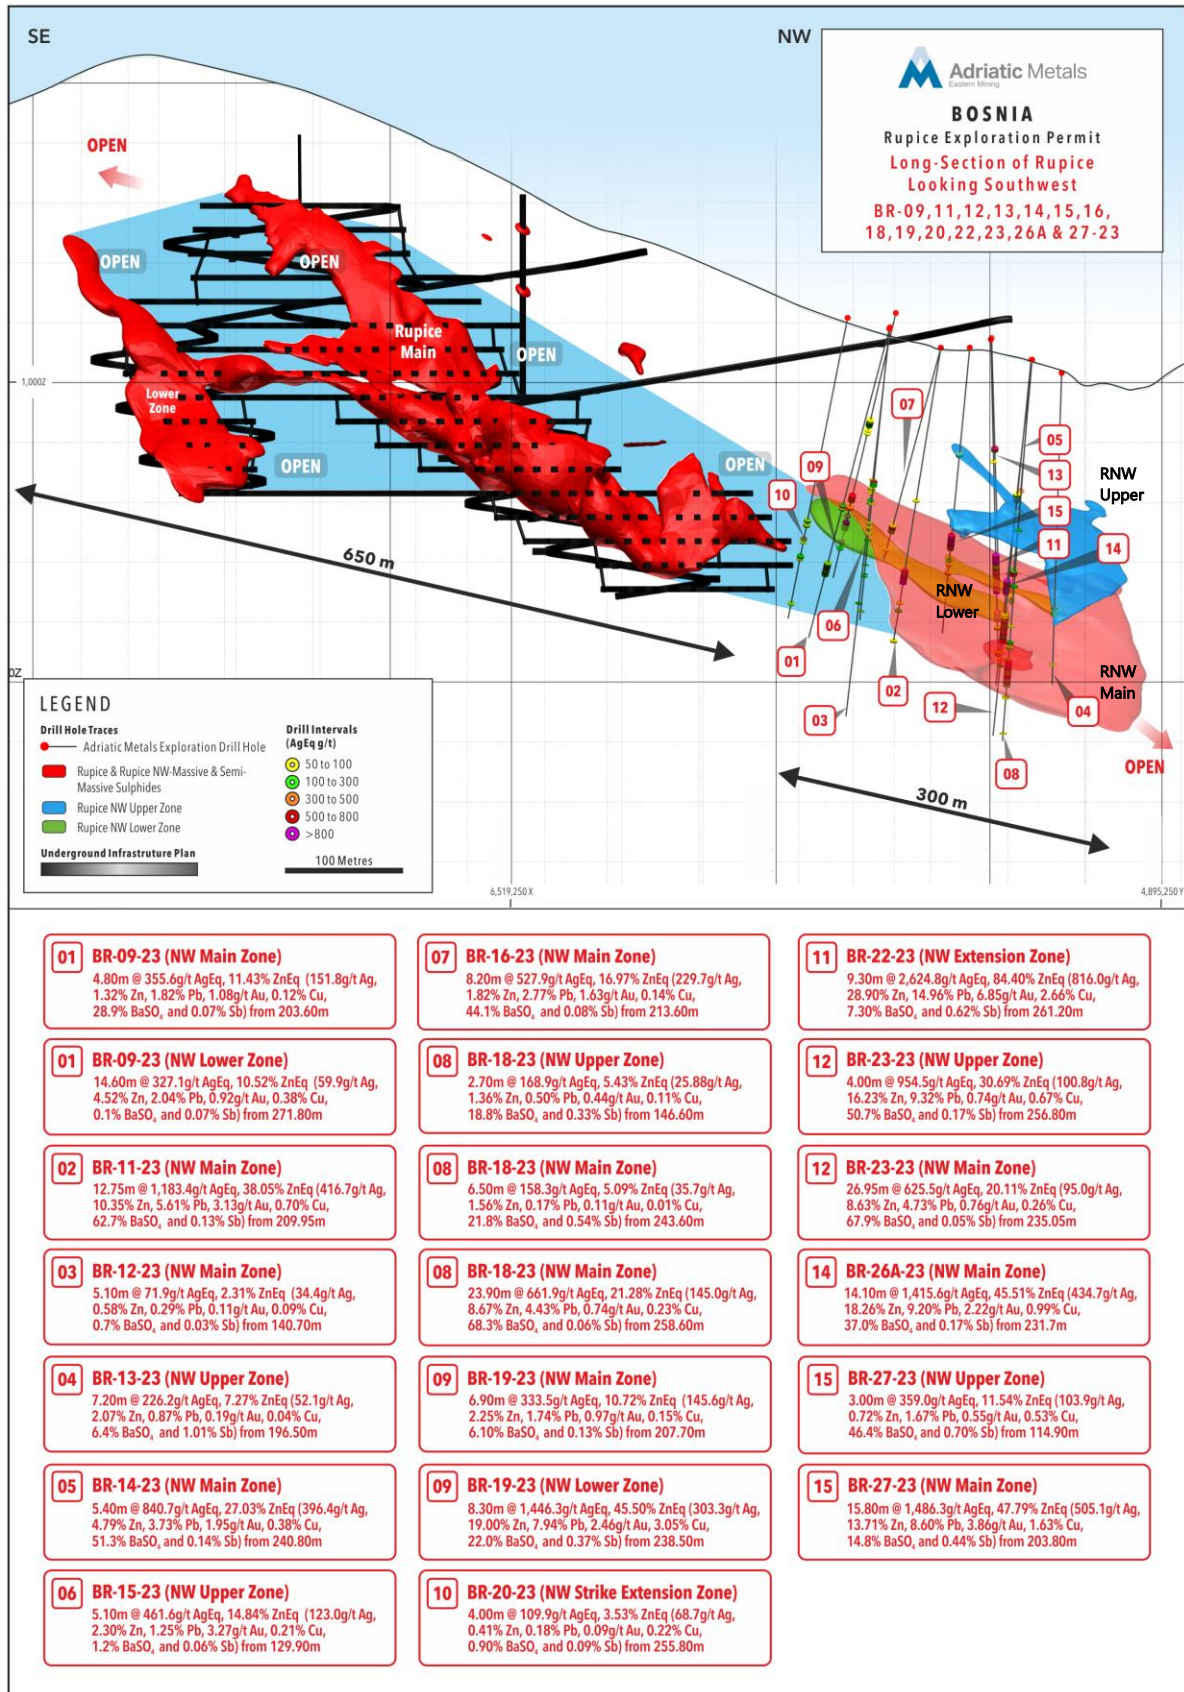 SE
NW
Adriatic Metals
Eastern Mining
BOSNIA
Rupice Exploration Permit
Long-Section of Rupice
Looking Southwest
BR-09,11,12,13,14,15,16,
18,19,20,22,23,26A & 27-23
OPEN
OPEN
OPEN
Rupice
Main
OPEN
1,000Z
Lower
Zone
OPEN
OPEN
650 m
07
05
09
13
RNW
Upper
10
15
11
14
RNW
Lower
06
01
02
RNW
Main
03
12
04
08
OPEN
300 m
0Z
LEGEND
Drill Hole Traces
Adriatic Metals Exploration Drill Hole
Rupice & Rupice NW-Massive & Semi-
Massive Sulphides
Rupice NW Upper Zone
Rupice NW Lower Zone
Underground Infrastruture Plan
Drill Intervals
(AgEq g/t)
50 to 100
100 to 300
300 to 500
500 to 800
>800
100 Metres
6,519,250 X
4,895,250 Y
01 BR-09-23 (NW Main Zone)
4.80m @ 355.6g/t AgEq, 11.43% ZnEq (151.8g/t Ag,
1.32% Zn, 1.82% Pb, 1.08g/t Au, 0.12% Cu,
28.9% BaSO₄ and 0.07% Sb) from 203.60m
01 BR-09-23 (NW Lower Zone)
14.60m @ 327.1g/t AgEq, 10.52% ZnEq (59.9g/t Ag,
4.52% Zn, 2.04% Pb, 0.92g/t Au, 0.38% Cu,
0.1% BaSO₄ and 0.07% Sb) from 271.80m
02 BR-11-23 (NW Main Zone)
12.75m @ 1,183.4g/t AgEq, 38.05% ZnEq (416.7g/t Ag,
10.35% Zn, 5.61% Pb, 3.13g/t Au, 0.70% Cu,
62.7% BaSO₄ and 0.13% Sb) from 209.95m
03 BR-12-23 (NW Main Zone)
5.10m @ 71.9g/t AgEq, 2.31% ZnEq (34.4g/t Ag,
0.58% Zn, 0.29% Pb, 0.11g/t Au, 0.09% Cu,
0.7% BaSO₄ and 0.03% Sb) from 140.70m
04 BR-13-23 (NW Upper Zone)
7.20m @ 226.2g/t AgEq, 7.27% ZnEq (52.1g/t Ag,
2.07% Zn, 0.87% Pb, 0.19g/t Au, 0.04% Cu,
6.4% BaSO₄ and 1.01% Sb) from 196.50m
05 BR-14-23 (NW Main Zone)
5.40m @ 840.7g/t AgEq, 27.03% ZnEq (396.4g/t Ag,
4.79% Zn, 3.73% Pb, 1.95g/t Au, 0.38% Cu,
51.3% BaSO₄ and 0.14% Sb) from 240.80m
06 BR-15-23 (NW Upper Zone)
5.10m @ 461.6g/t AgEq, 14.84% ZnEq (123.0g/t Ag,
2.30% Zn, 1.25% Pb, 3.27g/t Au, 0.21% Cu,
1.2% BaSO₄ and 0.06% Sb) from 129.90m
07 BR-16-23 (NW Main Zone)
8.20m @ 527.9g/t AgEq, 16.97% ZnEq (229.7g/t Ag,
1.82% Zn, 2.77% Pb, 1.63g/t Au, 0.14% Cu,
44.1% BaSO₄ and 0.08% Sb) from 213.60m
08 BR-18-23 (NW Upper Zone)
2.70m @ 168.9g/t AgEq, 5.43% ZnEq (25.88g/t Ag,
1.36% Zn, 0.50% Pb, 0.44g/t Au, 0.11% Cu,
18.8% BaSO₄ and 0.33% Sb) from 146.60m
08 BR-18-23 (NW Main Zone)
6.50m @ 158.3g/t AgEq, 5.09% ZnEq (35.7g/t Ag,
1.56% Zn, 0.17% Pb, 0.11g/t Au, 0.01% Cu,
21.8% BaSO₄ and 0.54% Sb) from 243.60m
08 BR-18-23 (NW Main Zone)
23.90m @ 661.9g/t AgEq, 21.28% ZnEq (145.0g/t Ag,
8.67% Zn, 4.43% Pb, 0.74g/t Au, 0.23% Cu,
68.3% BaSO₄ and 0.06% Sb) from 258.60m
09 BR-19-23 (NW Main Zone)
6.90m @ 333.5g/t AgEq, 10.72% ZnEq (145.6g/t Ag,
2.25% Zn, 1.74% Pb, 0.97g/t Au, 0.15% Cu,
6.10% BaSO₄ and 0.13% Sb) from 207.70m
09 BR-19-23 (NW Lower Zone)
8.30m @ 1,446.3g/t AgEq, 45.50% ZnEq (303.3g/t Ag,
19.00% Zn, 7.94% Pb, 2.46g/t Au, 3.05% Cu,
22.0% BaSO₄ and 0.37% Sb) from 238.50m
10 BR-20-23 (NW Strike Extension Zone)
4.00m @ 109.9g/t AgEq, 3.53% ZnEq (68.7g/t Ag,
0.41% Zn, 0.18% Pb, 0.09g/t Au, 0.22% Cu,
0.90% BaSO₄ and 0.09% Sb) from 255.80m
11 BR-22-23 (NW Extension Zone)
9.30m @ 2,624.8g/t AgEq, 84.40% ZnEq (816.0g/t Ag,
28.90% Zn, 14.96% Pb, 6.85g/t Au, 2.66% Cu,
7.30% BaSO₄ and 0.62% Sb) from 261.20m
12 BR-23-23 (NW Upper Zone)
4.00m @ 954.5g/t AgEq, 30.69% ZnEq (100.8g/t Ag,
16.23% Zn, 9.32% Pb, 0.74g/t Au, 0.67% Cu,
50.7% BaSO₄ and 0.17% Sb) from 256.80m
12 BR-23-23 (NW Main Zone)
26.95m @ 625.5g/t AgEq, 20.11% ZnEq (95.0g/t Ag,
8.63% Zn, 4.73% Pb, 0.76g/t Au, 0.26% Cu,
67.9% BaSO₄ and 0.05% Sb) from 235.05m
14 BR-26A-23 (NW Main Zone)
14.10m @ 1,415.6g/t AgEq, 45.51% ZnEq (434.7g/t Ag,
18.26% Zn, 9.20% Pb, 2.22g/t Au, 0.99% Cu,
37.0% BaSO₄ and 0.17% Sb) from 231.7m
15 BR-27-23 (NW Upper Zone)
3.00m @ 359.0g/t AgEq, 11.54% ZnEq (103.9g/t Ag,
0.72% Zn, 1.67% Pb, 0.55g/t Au, 0.53% Cu,
46.4% BaSO₄ and 0.70% Sb) from 114.90m
15 BR-27-23 (NW Main Zone)
15.80m @ 1,486.3g/t AgEq, 47.79% ZnEq (505.1g/t Ag,
13.71% Zn, 8.60% Pb, 3.86g/t Au, 1.63% Cu,
14.8% BaSO₄ and 0.44% Sb) from 203.80m